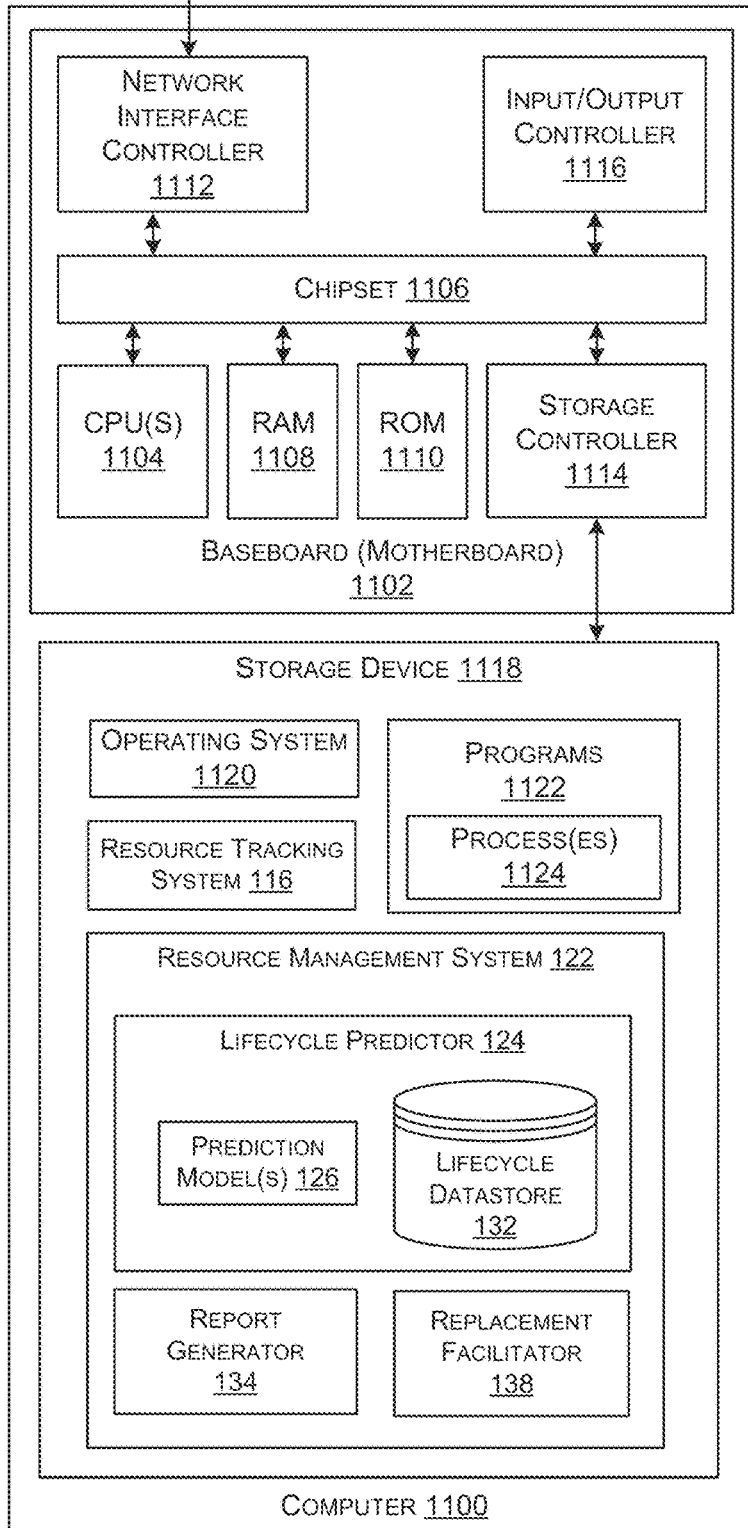 NETWORK
INTERFACE
CONTROLLER
1112
INPUT/OUTPUT
CONTROLLER
1116
CHIPSET 1106
CPU(S)
1104
RAM
1108
ROM
1110
STORAGE
CONTROLLER
1114
BASEBOARD (MOTHERBOARD)
1102
STORAGE DEVICE 1118
OPERATING SYSTEM
1120
PROGRAMS
1122
PROCESS(ES)
1124
RESOURCE TRACKING
SYSTEM 116
RESOURCE MANAGEMENT SYSTEM 122
LIFECYCLE PREDICTOR 124
PREDICTION
MODEL(S) 126
LIFECYCLE
DATASTORE
132
REPORT
GENERATOR
134
REPLACEMENT
FACILITATOR
138
COMPUTER 1100